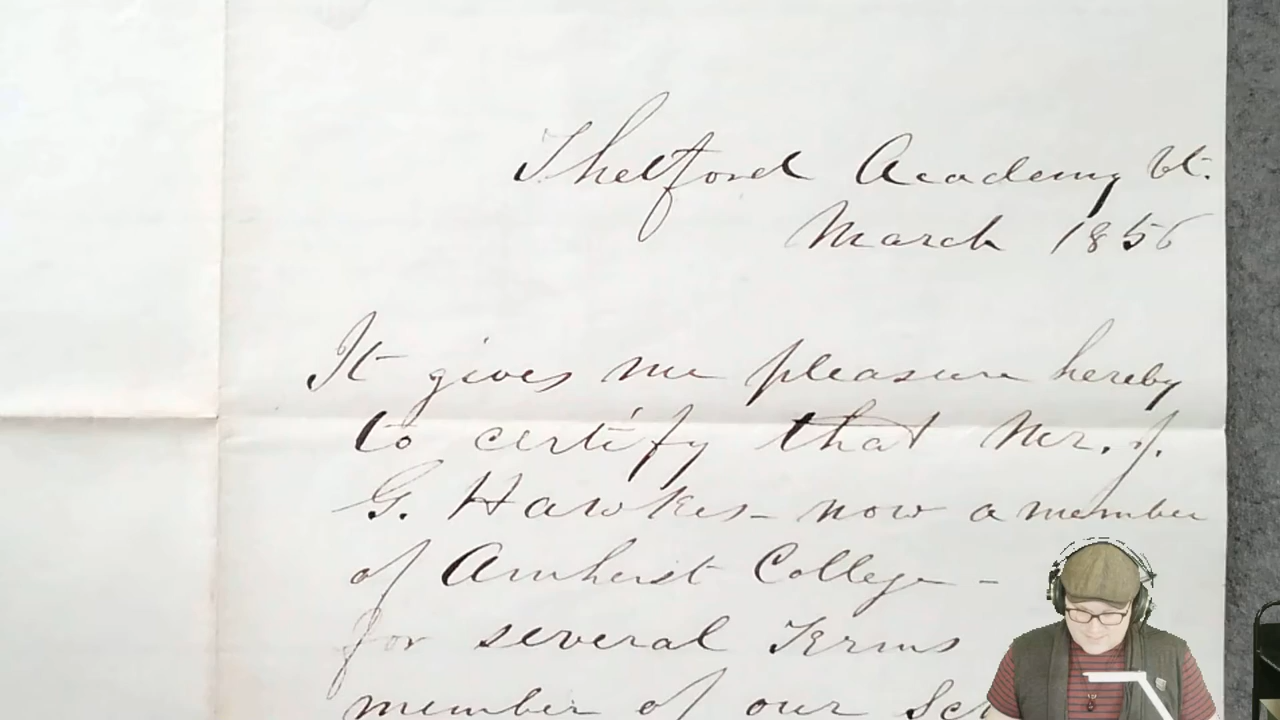 Thetford Academy Vt.
March 1856
It gives me pleasure hereby
to certify that Mr. J.
G. Hawkes - now a member
of Amherst College -
for several Terms
member of our